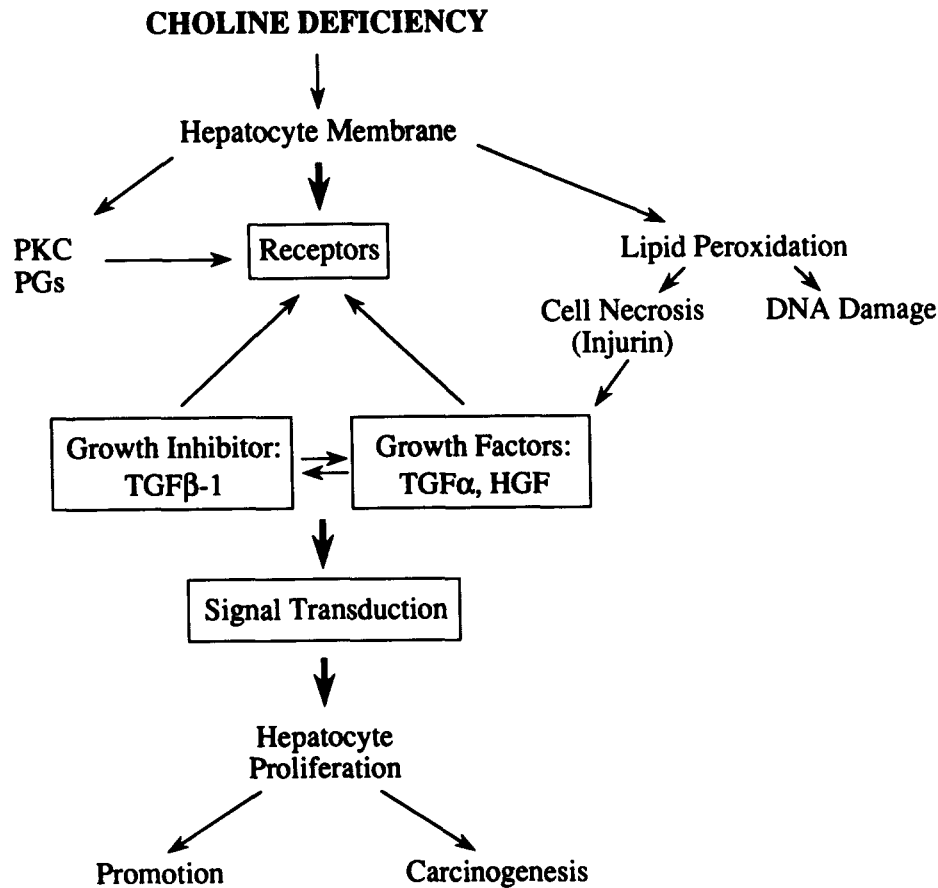 CHOLINE DEFICIENCY
Hepatocyte Membrane
PKC
PGs
Receptors
Lipid Peroxidation
Cell Necrosis
(Injurin)
DNA Damage
Growth Inhibitor:
TGFβ-1
Growth Factors:
TGFα, HGF
Signal Transduction
Hepatocyte
Proliferation
Promotion
Carcinogenesis